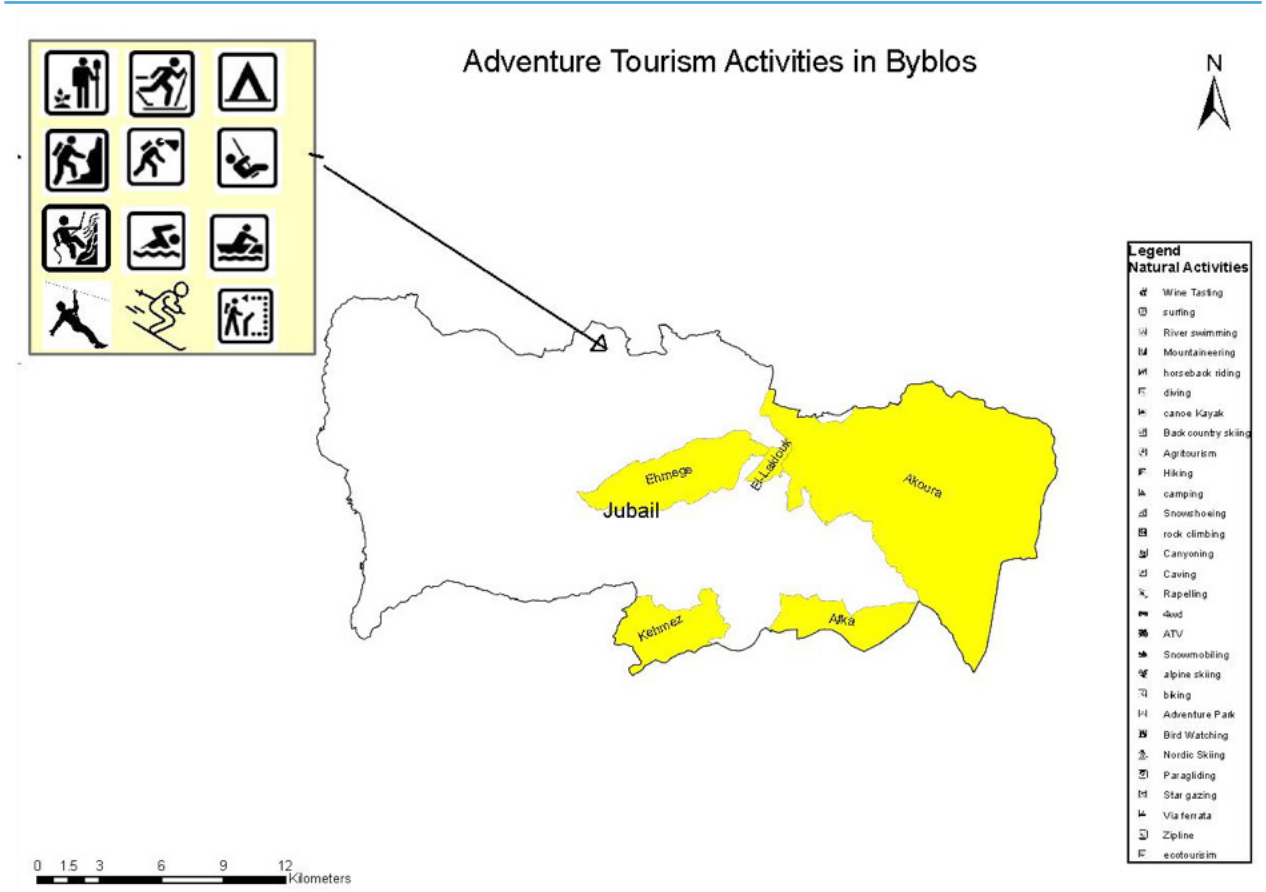 Adventure Tourism Activities in Byblos
N
Legend
Natural Activities
Wine Tasting
surfing
River swimming
Mountaineering
horseback riding
diving
canoe Kayak
Back country skiing
Agritourism
Hiking
camping
Snowshoeing
rock climbing
Canyoning
Caving
Rapelling
4wd
ATV
Snowmobiling
alpine skiing
biking
Adventure Park
Bird Watching
Nordic Skiing
Paragliding
Star gazing
Via ferrata
Zipline
ecotourisim
El-Laklouk
Ehmege
Akoura
Jubail
Kehmez
Afka
0 1.5 3 6 9 12
Kilometers